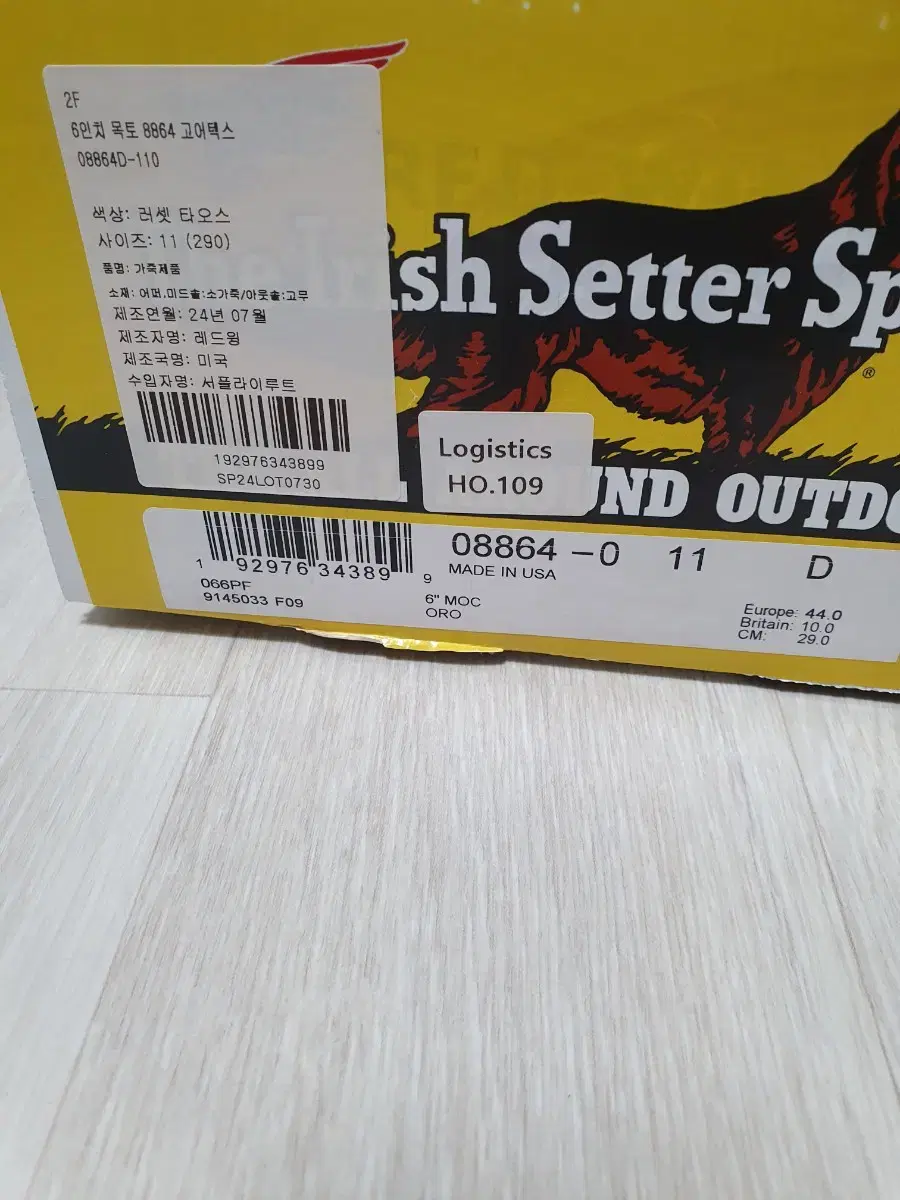 2F
6인치 목토 8864 고어텍스
08864D-110
색상: 러셋 타오스
사이즈: 11 (290)
품명: 가죽제품
소재: 어퍼,미드솔:소가죽/아웃솔:고무
제조연월: 24년 07월
제조자명: 레드윙
제조국명: 미국
수입자명: 서플라이루트
192976343899
SP24LOT0730
Irish Setter Sp
®
Logistics
HO.109
UND OUTDO
1 92976 34389 9
066PF
9145033 F09
08864 -0 11 D
MADE IN USA
6" MOC
ORO
Europe: 44.0
Britain: 10.0
CM: 29.0